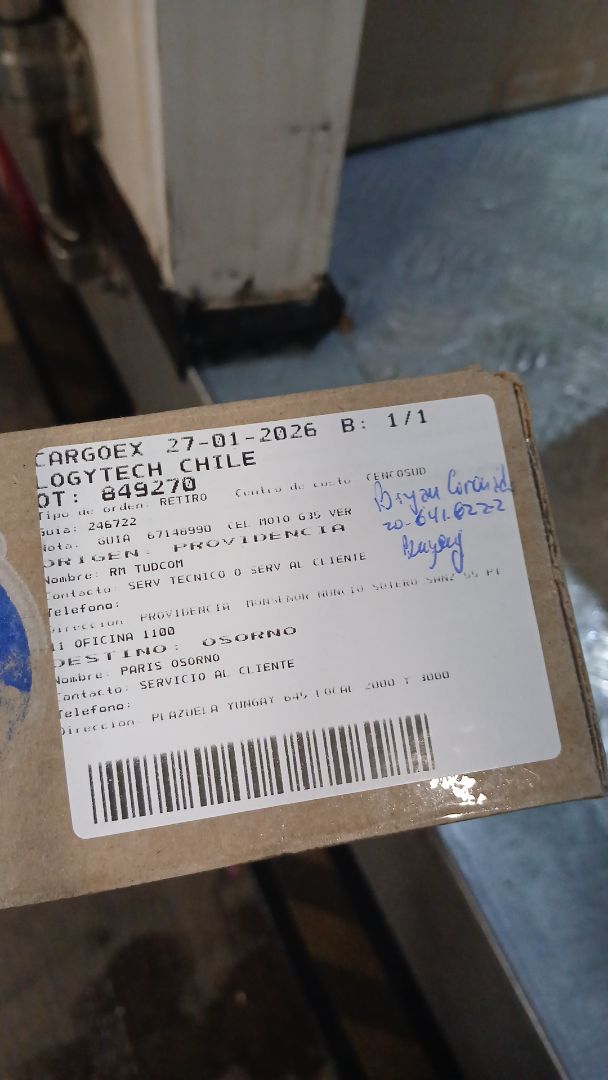 CARGOEX 27-01-2026 B: 1/1
LOGYTECH CHILE
OT: 849270
Tipo de orden: RETIRO Centro de costo CENCOSUD
Guia: 246722
Nota: GUIA 67146990 CEL MOTO G35 VER
ORIGEN: PROVIDENCIA
Nombre: RM TUDCOM
Contacto: SERV TECNICO O SERV AL CLIENTE
Telefono:
Direccion: PROVIDENCIA MONSENOR NUNCIO SOTERO SANZ 55 PI
11 OFICINA 1100
DESTINO: OSORNO
Nombre: PARIS OSORNO
Contacto: SERVICIO AL CLIENTE
Telefono:
Direccion: PLAZUELA YUNGAY 645 LOCAL 2000 Y 3000
Bryan